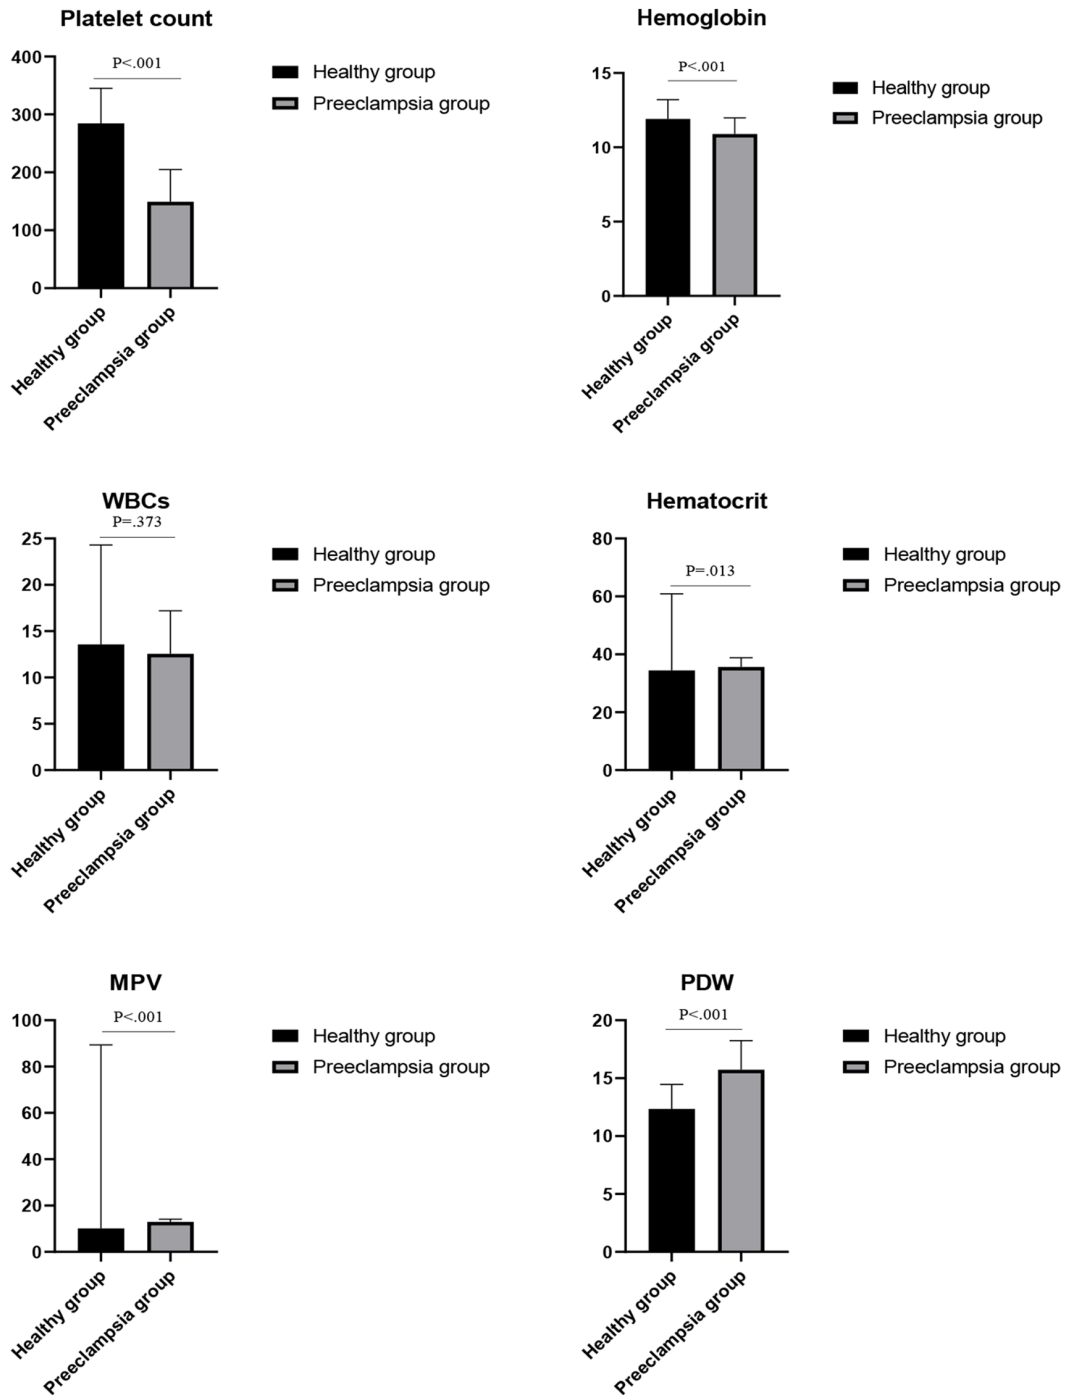 Platelet count
P<.001
400
300
200
100
0
Healthy group
Preeclampsia group
Healthy group
Preeclampsia group
Hemoglobin
P<.001
15
10
5
0
Healthy group
Preeclampsia group
Healthy group
Preeclampsia group
WBCs
P=.373
25
20
15
10
5
0
Healthy group
Preeclampsia group
Healthy group
Preeclampsia group
Hematocrit
P=.013
80
60
40
20
0
Healthy group
Preeclampsia group
Healthy group
Preeclampsia group
MPV
P<.001
100
80
60
40
20
0
Healthy group
Preeclampsia group
Healthy group
Preeclampsia group
PDW
P<.001
20
15
10
5
0
Healthy group
Preeclampsia group
Healthy group
Preeclampsia group